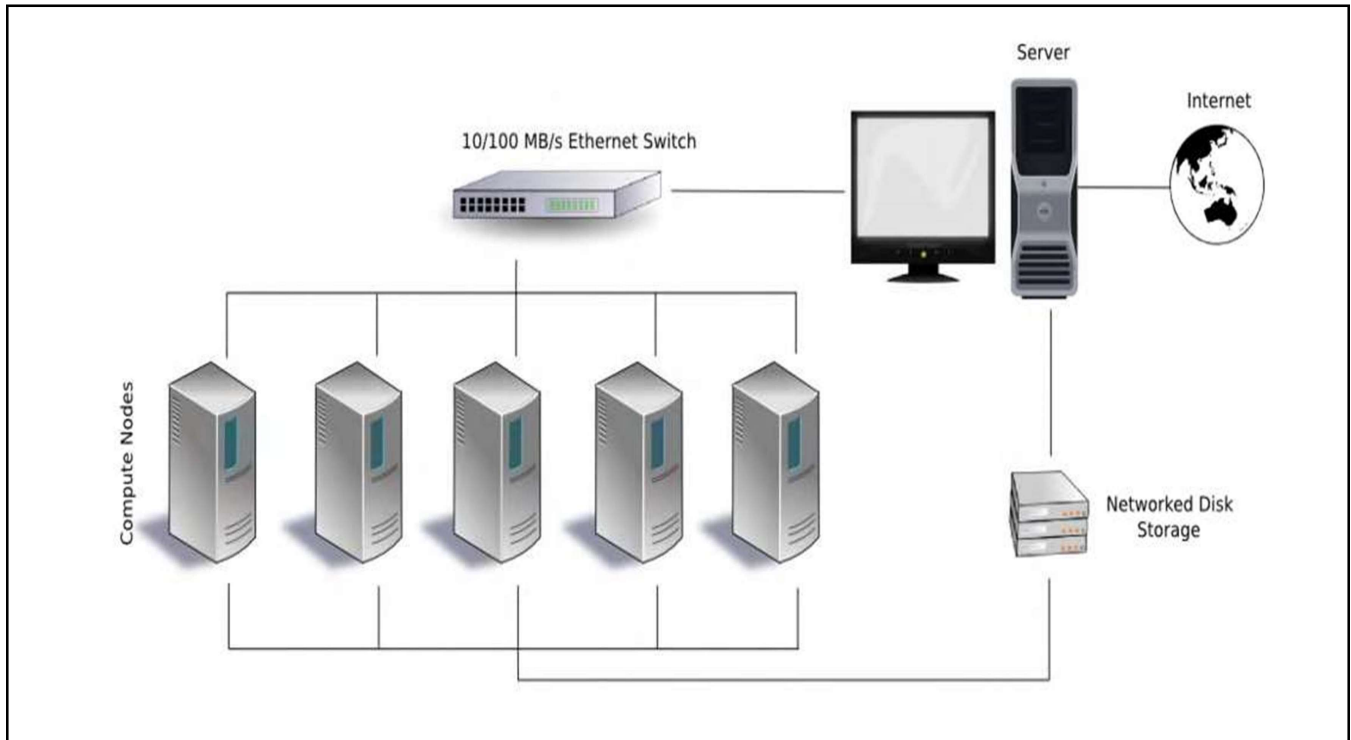 Server
Internet
10/100 MB/s Ethernet Switch
Compute Nodes
Networked Disk
Storage